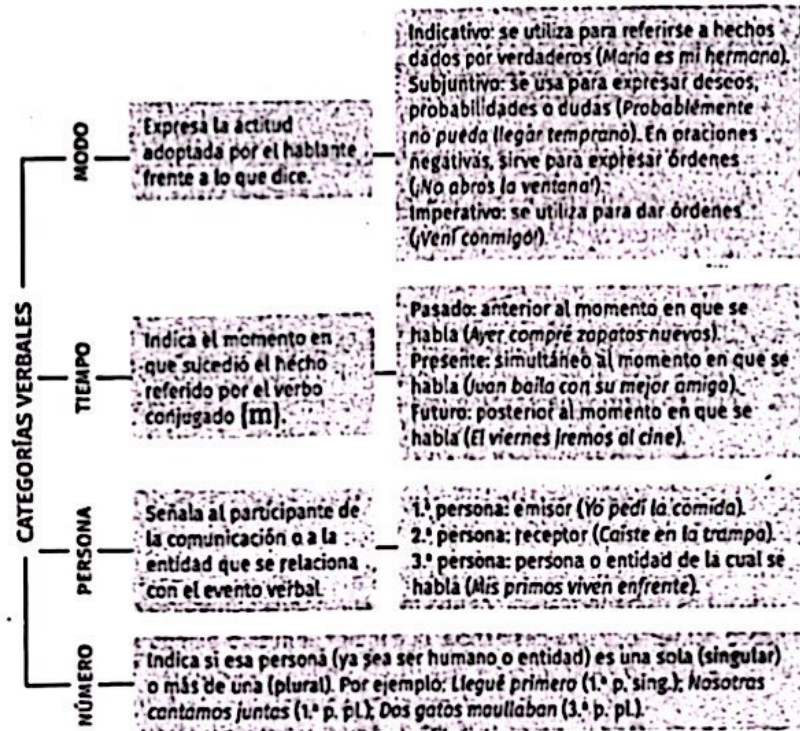 CATEGORÍAS VERBALES
MODO
Expresa la actitud
adoptada por el hablante
frente a lo que dice.
Indicativo: se utiliza para referirse a hechos
dados por verdaderos (María es mi hermana).
Subjuntivo: se usa para expresar deseos,
probabilidades o dudas (Probablemente
no pueda llegar temprano). En oraciones
negativas, sirve para expresar órdenes
(¡No abras la ventana!).
Imperativo: se utiliza para dar órdenes
(¡Vení conmigo!).
TIEMPO
Indica el momento en
que sucedió el hecho
referido por el verbo
conjugado [m].
Pasado: anterior al momento en que se
habla (Ayer compré zapatos nuevos).
Presente: simultáneo al momento en que se
habla (Juan baila con su mejor amiga).
Futuro: posterior al momento en que se
habla (El viernes iremos al cine).
PERSONA
Señala al participante de
la comunicación o a la
entidad que se relaciona
con el evento verbal.
1.ª persona: emisor (Yo pedí la comida).
2.ª persona: receptor (Caíste en la trampa).
3.ª persona: persona o entidad de la cual se
habla (Mis primos viven enfrente).
NÚMERO
Indica si esa persona (ya sea ser humano o entidad) es una sola (singular)
o más de una (plural). Por ejemplo: Llegué primero (1.ª p. sing.); Nosotras
cantamos juntas (1.ª p. pl.); Dos gatos maullaban (3.ª p. pl.).